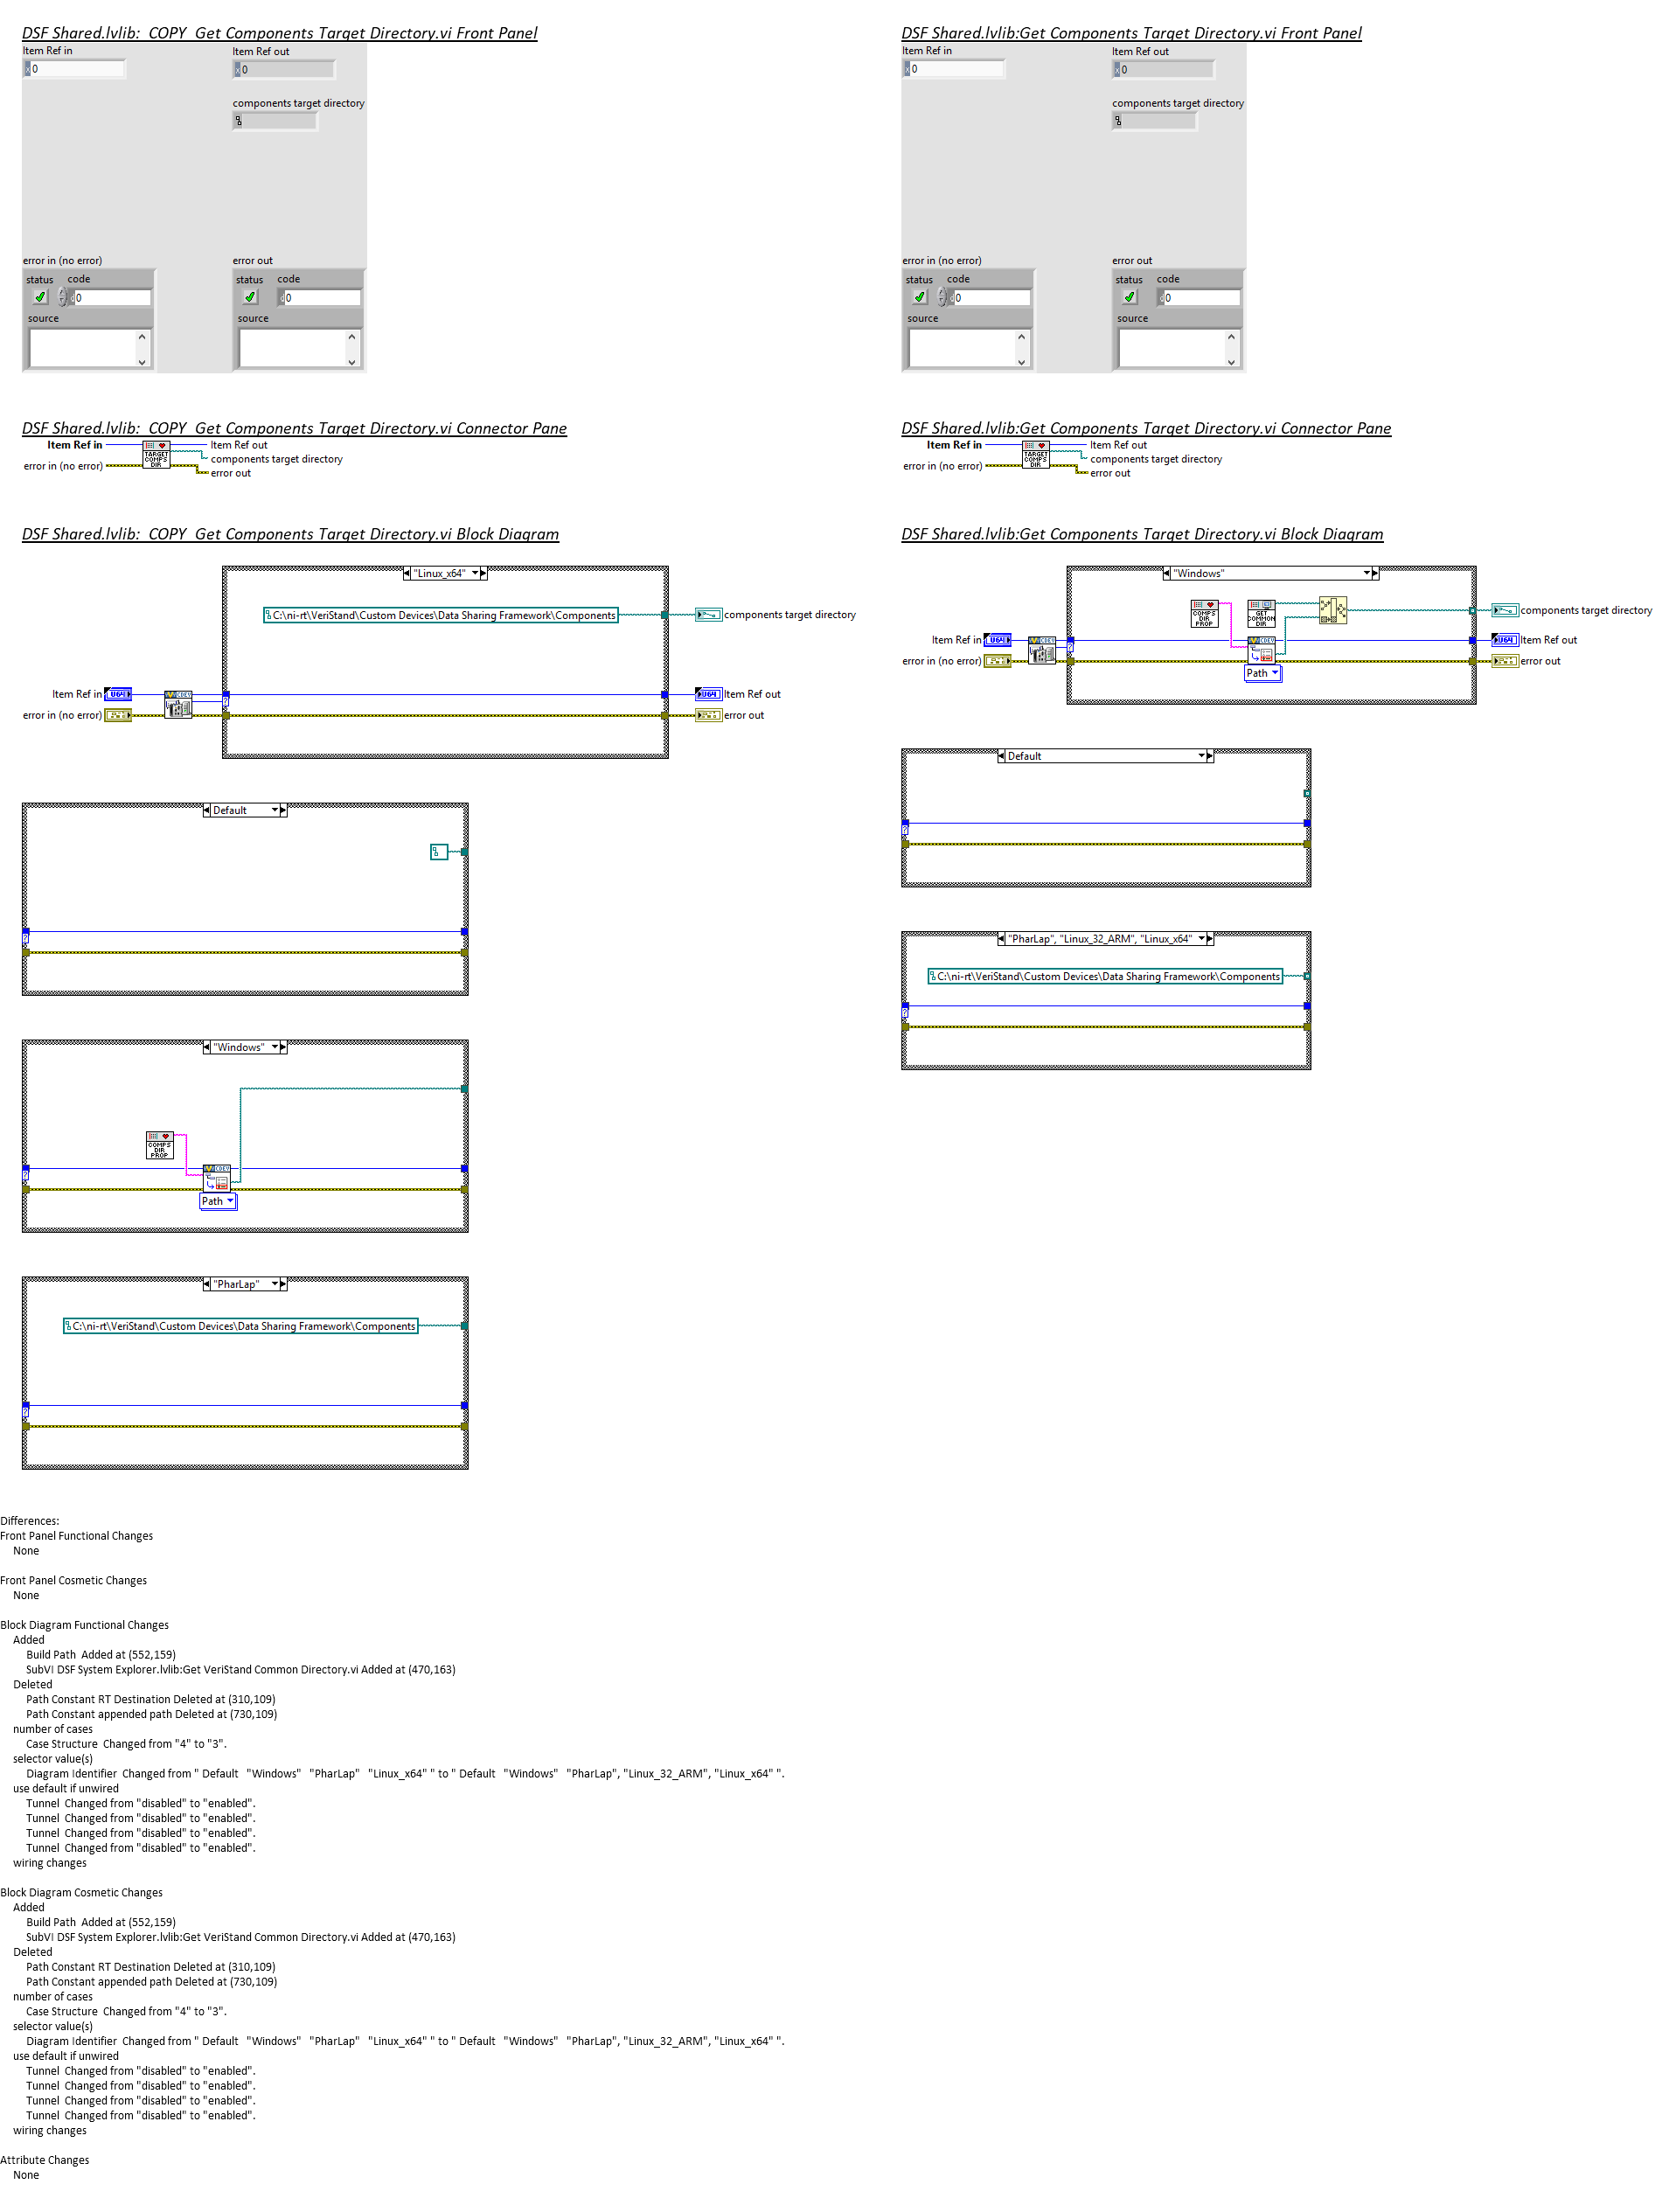 DSF Shared.lvlib:  COPY  Get Components Target Directory.vi Front Panel
Item Ref in
Item Ref out
x 0
x 0
components target directory
error in (no error)
error out
status
code
status
code
d 0
d 0
source
source
DSF Shared.lvlib:  COPY  Get Components Target Directory.vi Connector Pane
Item Ref in
Item Ref out
TARGET
COMPS
DIR
components target directory
error in (no error)
error out
DSF Shared.lvlib:  COPY  Get Components Target Directory.vi Block Diagram
"Linux_x64"
C:\ni-rt\VeriStand\Custom Devices\Data Sharing Framework\Components
components target directory
Item Ref in
U64
CDEV
?
U64
Item Ref out
error in (no error)
error out
Default
?
"Windows"
COMPS
DIR
PROP
CDEV
?
Path
"PharLap"
C:\ni-rt\VeriStand\Custom Devices\Data Sharing Framework\Components
?
DSF Shared.lvlib:Get Components Target Directory.vi Front Panel
Item Ref in
Item Ref out
x 0
x 0
components target directory
error in (no error)
error out
status
code
status
code
d 0
d 0
source
source
DSF Shared.lvlib:Get Components Target Directory.vi Connector Pane
Item Ref in
Item Ref out
TARGET
COMPS
DIR
components target directory
error in (no error)
error out
DSF Shared.lvlib:Get Components Target Directory.vi Block Diagram
"Windows"
COMPS
DIR
PROP
GET
COMMON
DIR
components target directory
Item Ref in
U64
CDEV
?
CDEV
U64
Item Ref out
error in (no error)
error out
Path
Default
?
"PharLap", "Linux_32_ARM", "Linux_x64"
C:\ni-rt\VeriStand\Custom Devices\Data Sharing Framework\Components
?
Differences:
Front Panel Functional Changes
None
Front Panel Cosmetic Changes
None
Block Diagram Functional Changes
Added
Build Path  Added at (552,159)
SubVI DSF System Explorer.lvlib:Get VeriStand Common Directory.vi Added at (470,163)
Deleted
Path Constant RT Destination Deleted at (310,109)
Path Constant appended path Deleted at (730,109)
number of cases
Case Structure  Changed from "4" to "3".
selector value(s)
Diagram Identifier  Changed from " Default   "Windows"   "PharLap"   "Linux_x64" " to " Default   "Windows"   "PharLap", "Linux_32_ARM", "Linux_x64" ".
use default if unwired
Tunnel  Changed from "disabled" to "enabled".
Tunnel  Changed from "disabled" to "enabled".
Tunnel  Changed from "disabled" to "enabled".
Tunnel  Changed from "disabled" to "enabled".
wiring changes
Block Diagram Cosmetic Changes
Added
Build Path  Added at (552,159)
SubVI DSF System Explorer.lvlib:Get VeriStand Common Directory.vi Added at (470,163)
Deleted
Path Constant RT Destination Deleted at (310,109)
Path Constant appended path Deleted at (730,109)
number of cases
Case Structure  Changed from "4" to "3".
selector value(s)
Diagram Identifier  Changed from " Default   "Windows"   "PharLap"   "Linux_x64" " to " Default   "Windows"   "PharLap", "Linux_32_ARM", "Linux_x64" ".
use default if unwired
Tunnel  Changed from "disabled" to "enabled".
Tunnel  Changed from "disabled" to "enabled".
Tunnel  Changed from "disabled" to "enabled".
Tunnel  Changed from "disabled" to "enabled".
wiring changes
Attribute Changes
None